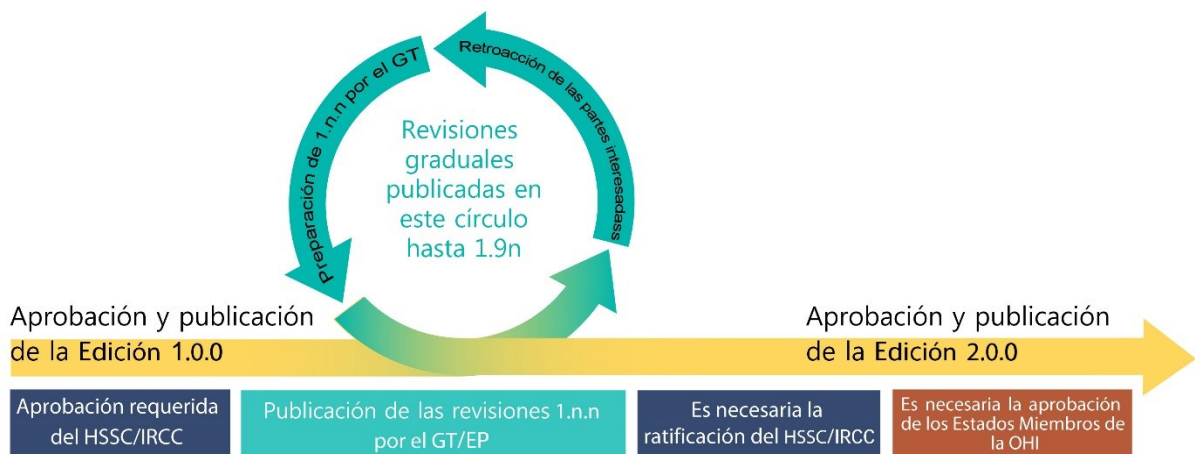 Retroacción de las partes interesadass
Preparación de 1.n.n por el GT
Revisiones
graduales
publicadas en
este círculo
hasta 1.9n
Aprobación y publicación
de la Edición 1.0.0
Aprobación y publicación
de la Edición 2.0.0
Aprobación requerida
del HSSC/IRCC
Publicación de las revisiones 1.n.n
por el GT/EP
Es necesaria la
ratificación del HSSC/IRCC
Es necesaria la aprobación
de los Estados Miembros de
la OHI